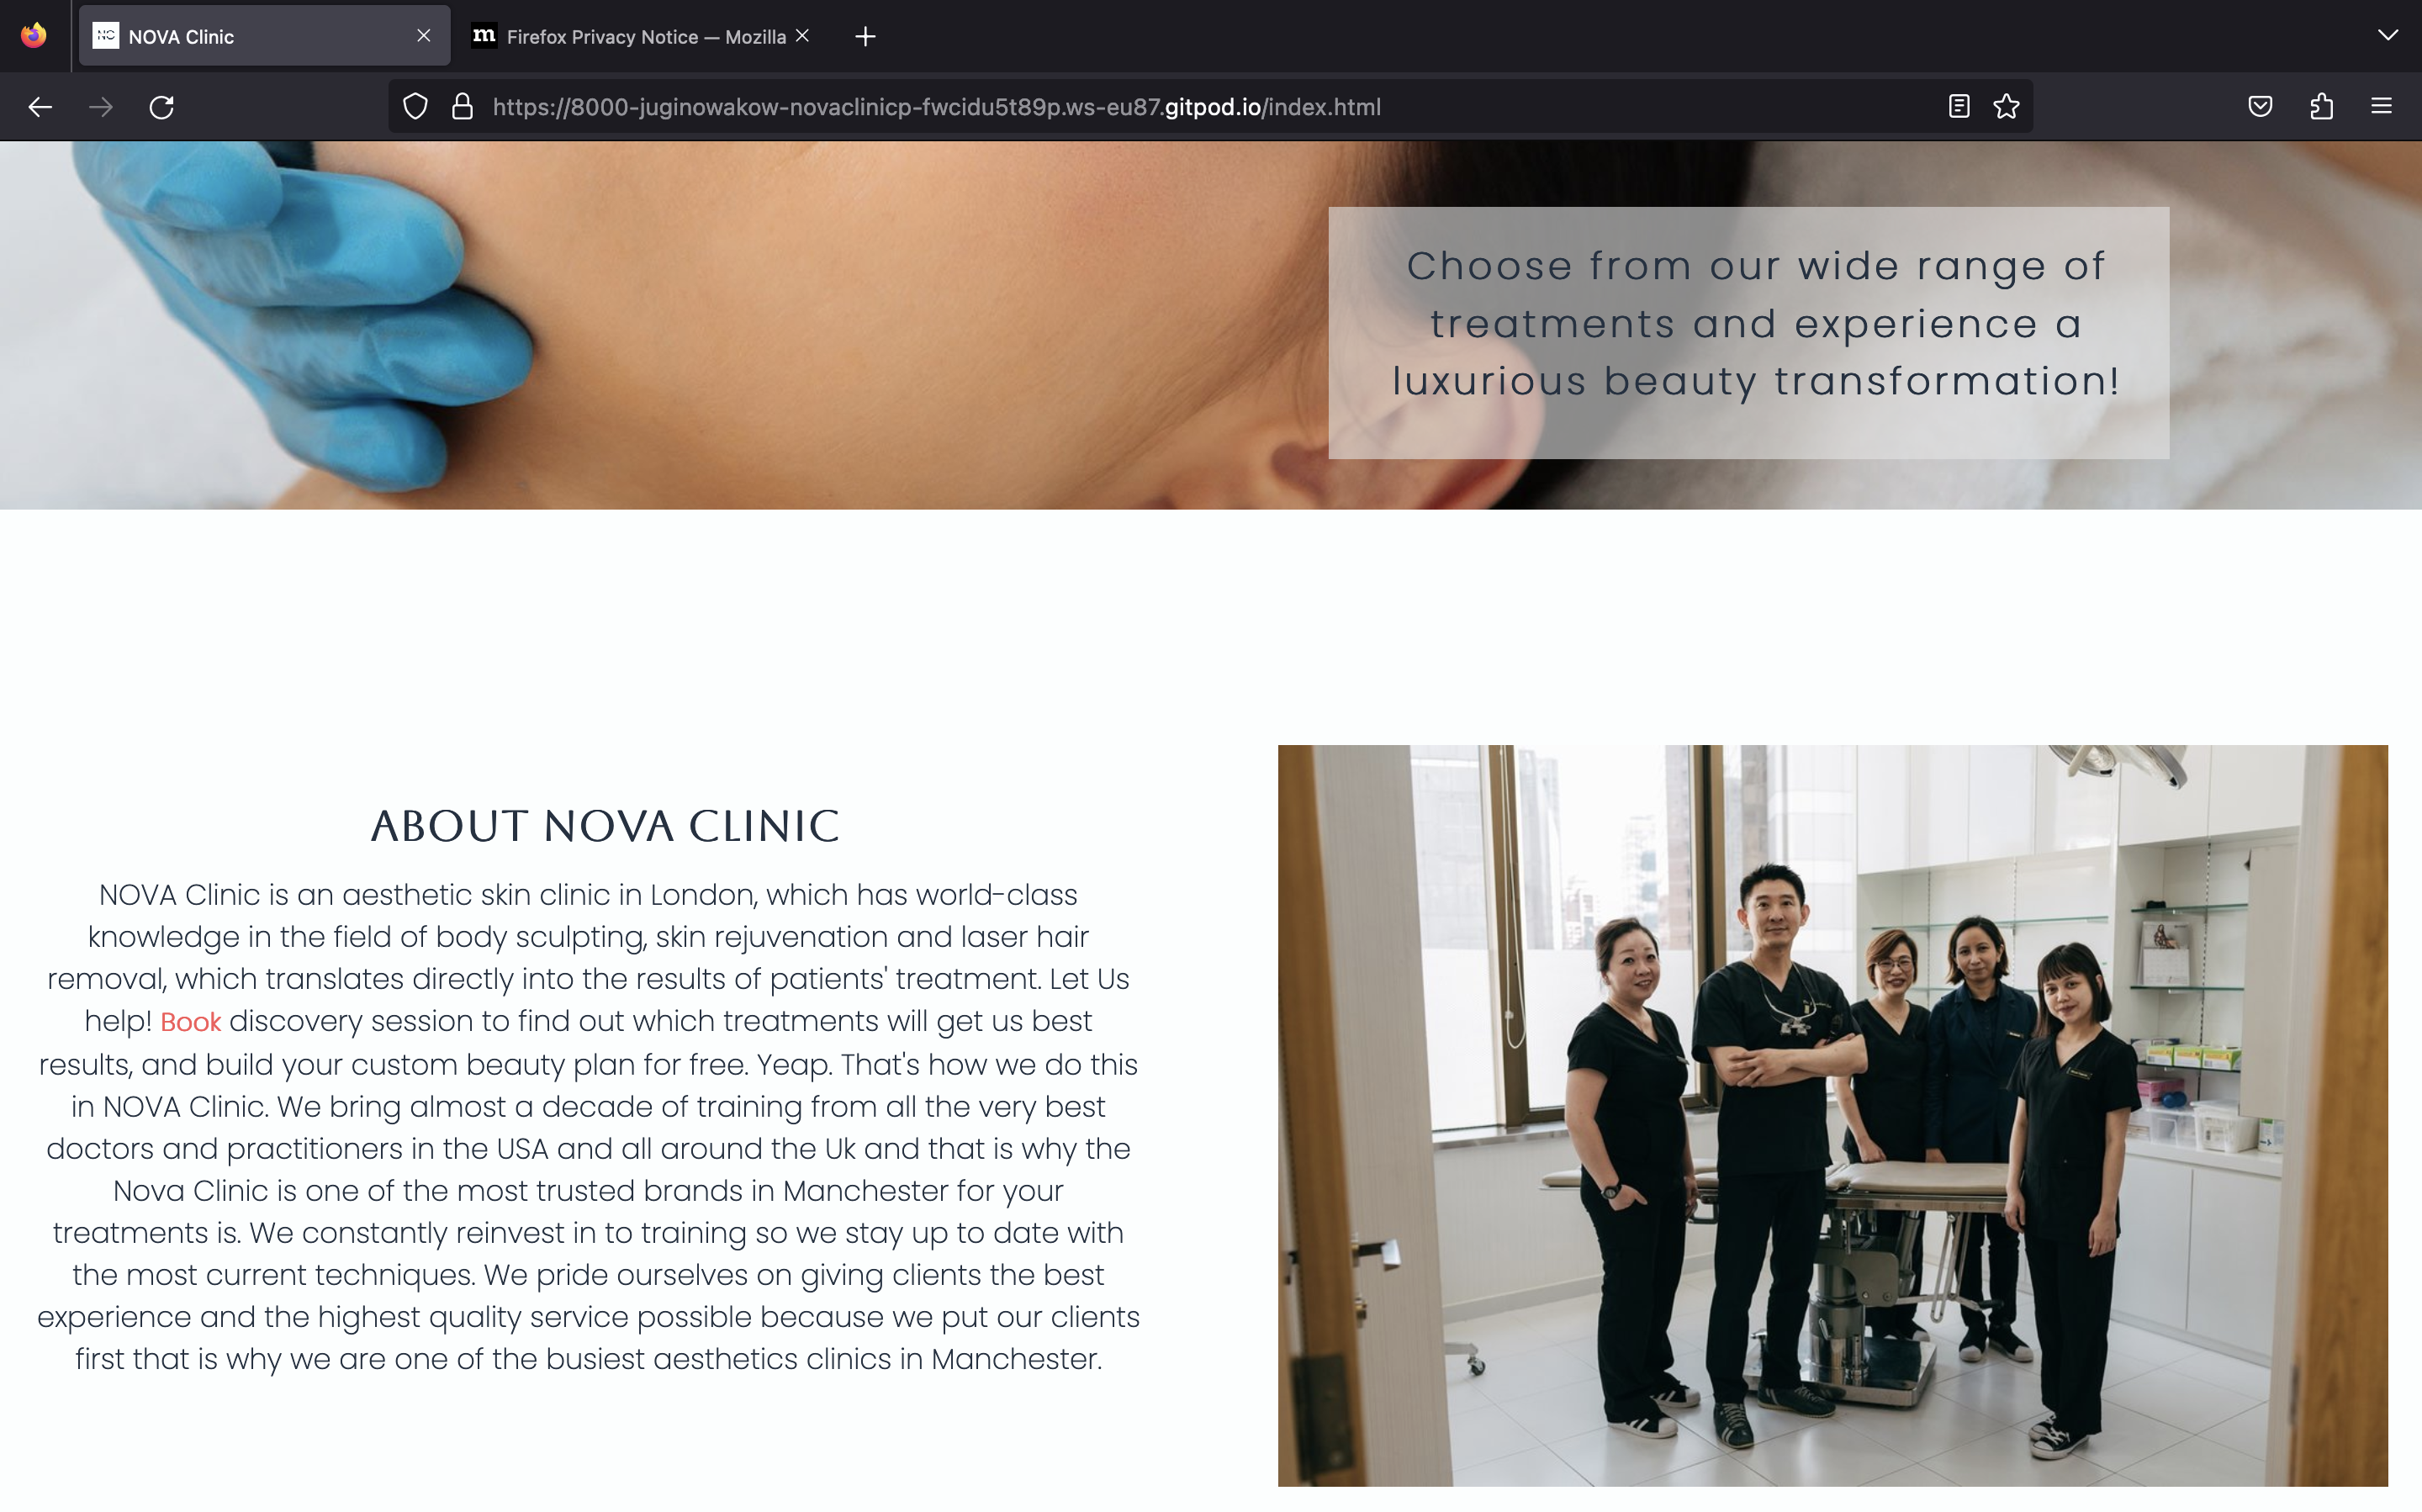 NOVA Clinic
Firefox Privacy Notice — Mozilla
https://8000-juginowakow-novaclinicp-fwcidu5t89p.ws-eu87.gitpod.io/index.html
Choose from our wide range of
treatments and experience a
luxurious beauty transformation!
ABOUT NOVA CLINIC
NOVA Clinic is an aesthetic skin clinic in London, which has world-class
knowledge in the field of body sculpting, skin rejuvenation and laser hair
removal, which translates directly into the results of patients' treatment. Let Us
help! Book discovery session to find out which treatments will get us best
results, and build your custom beauty plan for free. Yeap. That's how we do this
in NOVA Clinic. We bring almost a decade of training from all the very best
doctors and practitioners in the USA and all around the Uk and that is why the
Nova Clinic is one of the most trusted brands in Manchester for your
treatments is. We constantly reinvest in to training so we stay up to date with
the most current techniques. We pride ourselves on giving clients the best
experience and the highest quality service possible because we put our clients
first that is why we are one of the busiest aesthetics clinics in Manchester.